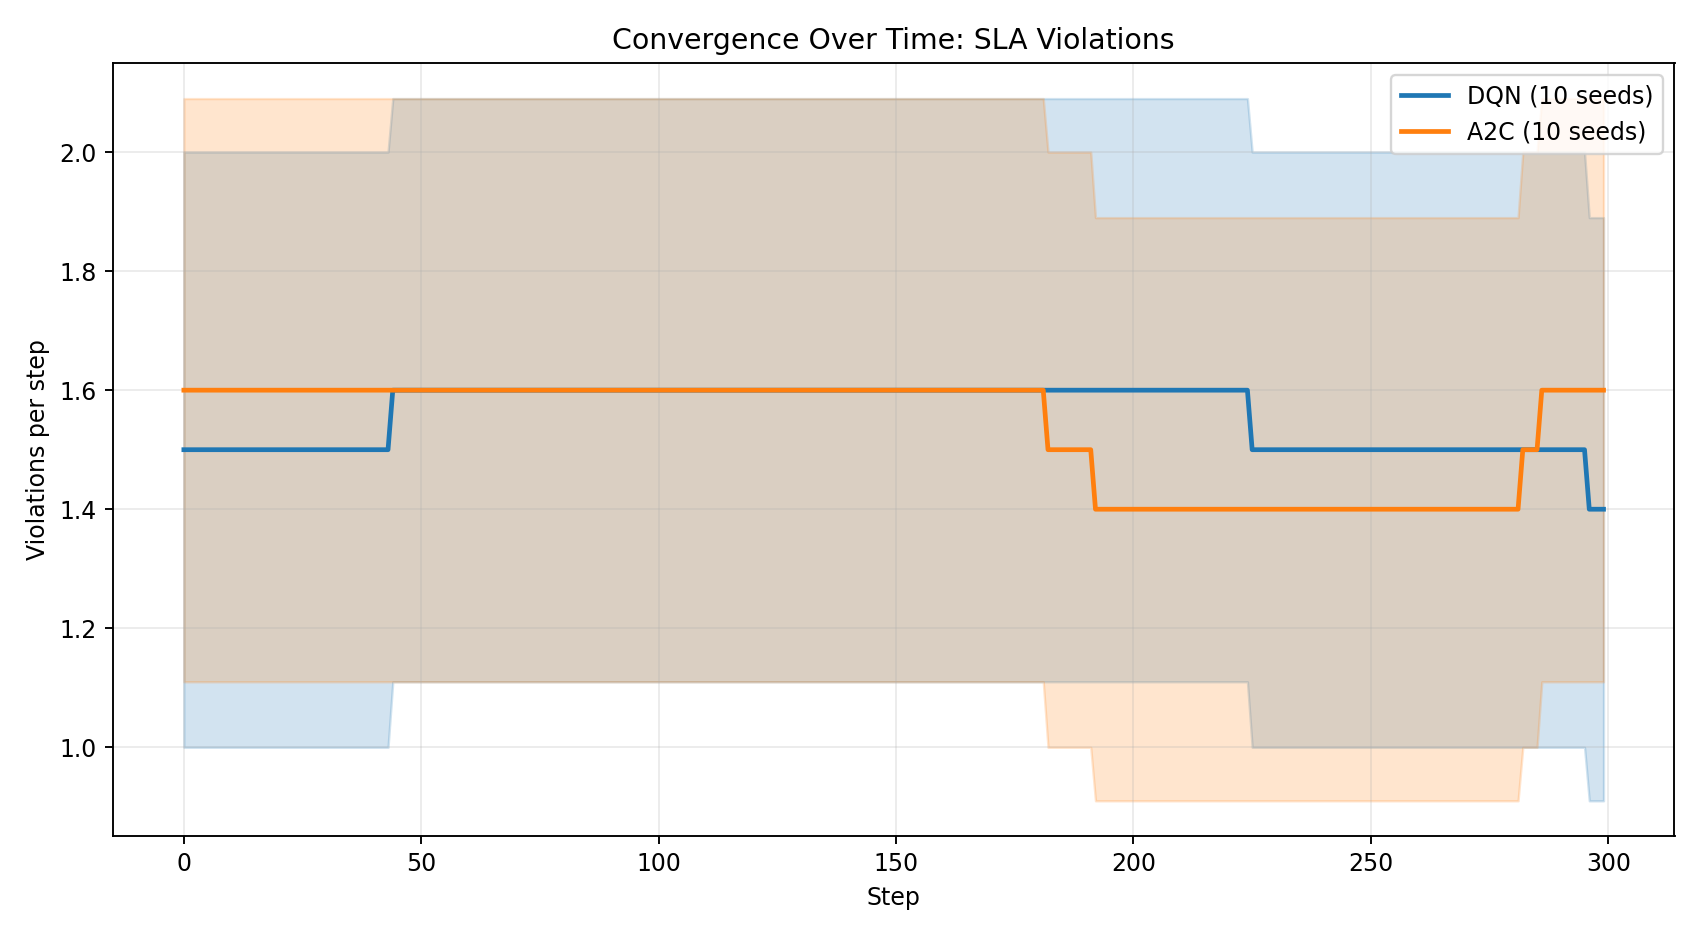 Convergence Over Time: SLA Violations
DQN (10 seeds)
A2C (10 seeds)
Violations per step
2.0
1.8
1.6
1.4
1.2
1.0
0 50 100 150 200 250 300
Step